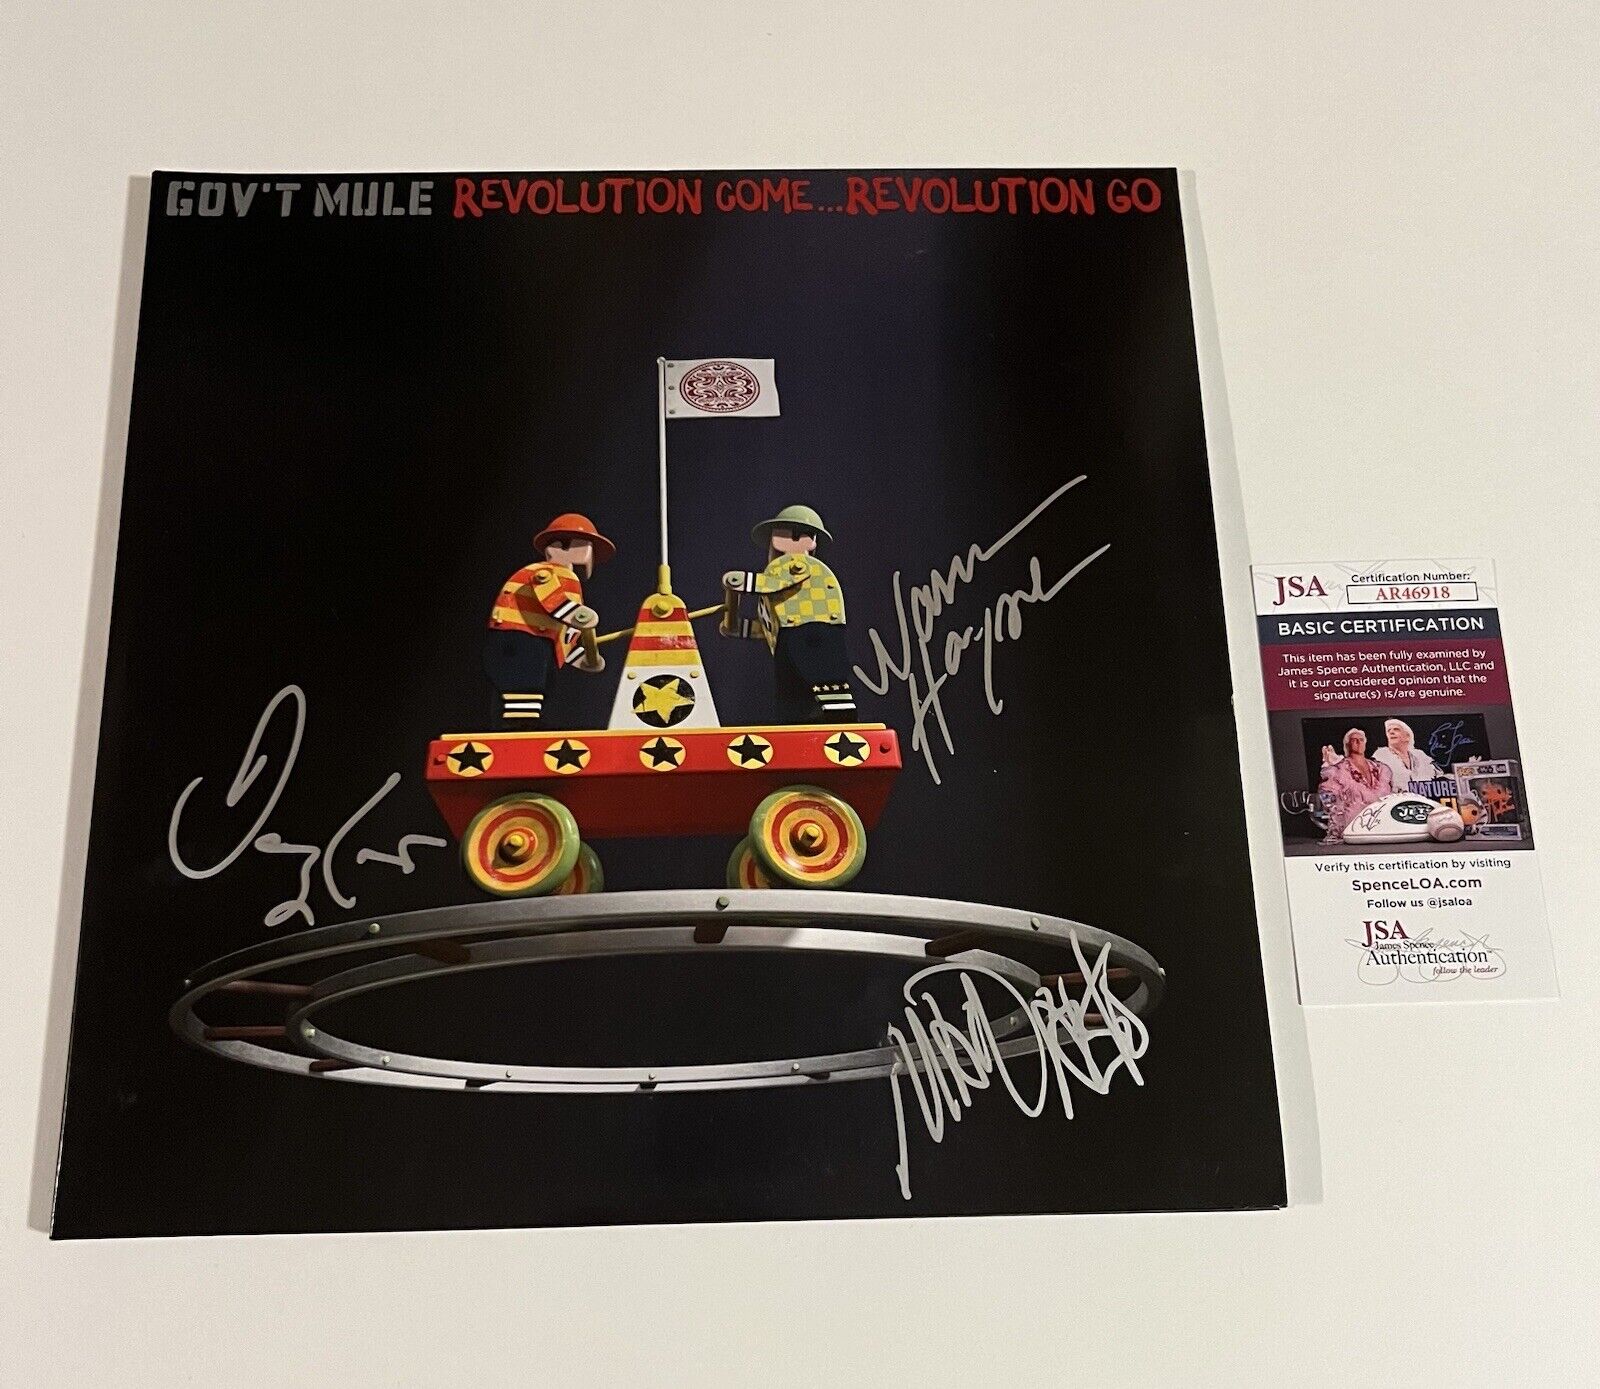 GOV'T MULE REVOLUTION COME...REVOLUTION GO
Warren
Haynes
JSA
Certification Number:
AR46918
BASIC CERTIFICATION
This item has been fully examined by
James Spence Authentication, LLC and
it is our considered opinion that the
signature(s) is/are genuine.
NATURE
JETS
Verify this certification by visiting
SpenceLOA.com
Follow us @jsaloa
JSA
James Spence
Authentication
follow the leader